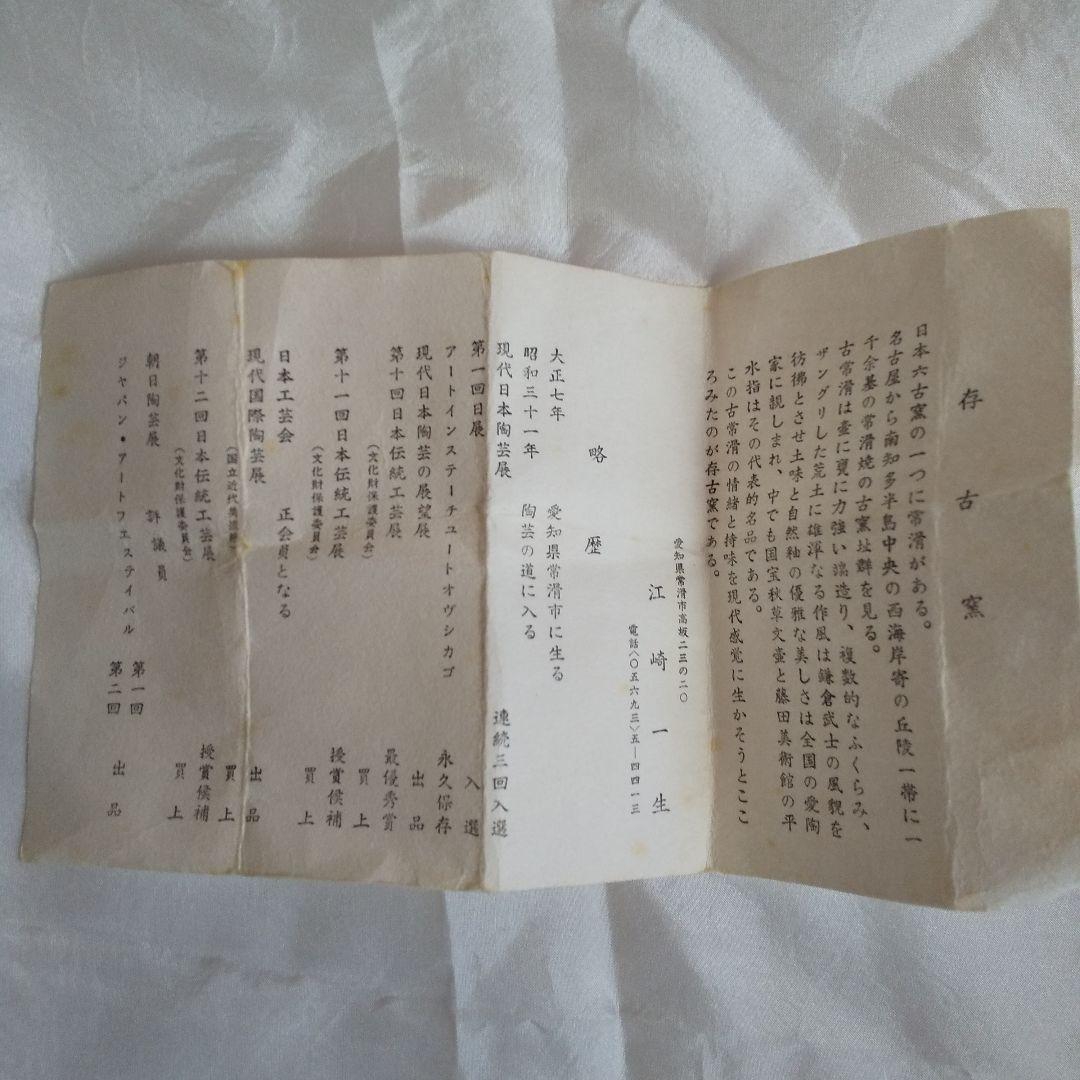 存古窯
日本六古窯の一つに常滑がある。
名古屋から南知多半島中央の西海岸寄の丘陵一帯に一
千余基の常滑焼の古窯址群を見る。
古常滑は壷に甕に力強い端造り、複数的なふくらみ、
ザングリした荒土に雄渾なる作風は鎌倉武士の風貌を
彷彿とさせ土味と自然釉の優雅な美しさは全国の愛陶
家に親しまれ、中でも国宝秋草文壷と藤田美術館の平
水指はその代表的名品である。
この古常滑の情緒と持味を現代感覚に生かそうとここ
ろみたのが存古窯である。
愛知県常滑市高坂二三の二〇
江崎一生
電話(〇五六九三)五―四四一三
略歴
大正七年 愛知県常滑市に生る
昭和三十一年 陶芸の道に入る
現代日本陶芸展 連続三回入選
第一回日展 入選
アートインステーチュートオヴシカゴ 永久保存
現代日本陶芸の展望展 出品
第十回日本伝統工芸展 最優秀賞
(文化財保護委員会) 買上
第十一回日本伝統工芸展 授賞候補
(文化財保護委員会) 買上
日本工芸会 正会員となる
現代国際陶芸展 出品
(国立近代美術館) 買上
第十二回日本伝統工芸展 授賞候補
(文化財保護委員会) 買上
朝日陶芸展 評議員 第一回
ジャパン・アートフェスティバル 第二回 出品